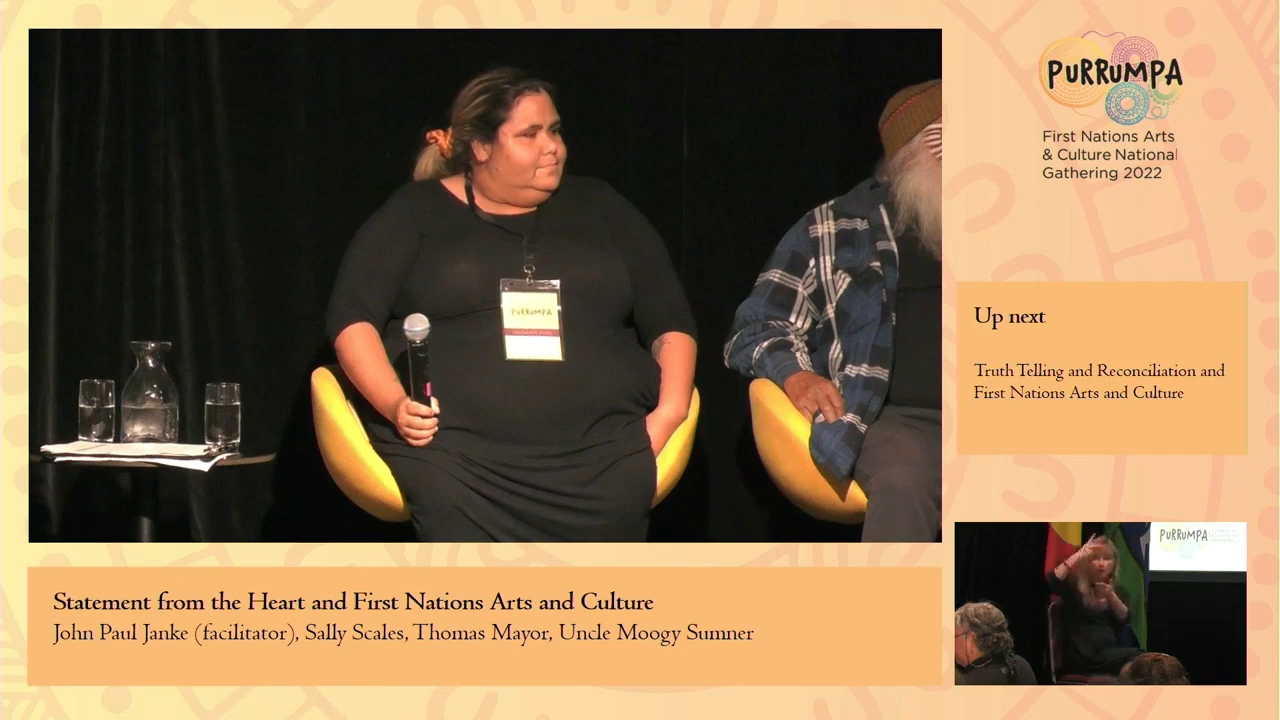 PURRUMPA
First Nations Arts
& Culture National
Gathering 2022
PURRUMPA
Up next
Truth Telling and Reconciliation and
First Nations Arts and Culture
PURRUMPA
Statement from the Heart and First Nations Arts and Culture
John Paul Janke (facilitator), Sally Scales, Thomas Mayor, Uncle Moogy Sumner